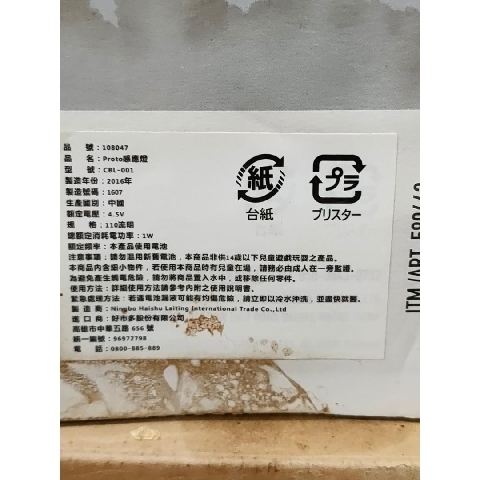 品 號：108047
品 名：Proto感應燈
型 號：CBL-001
製造年份：2016年
製造號碼：1607
生產國別：中國
額定電壓：4.5V
規 格：110流明
總額定消耗電功率：1W
額定頻率：本產品使用電池
注意事項：請勿混用新舊電池，本商品非供14歲以下兒童遊戲玩耍之產品。
本商品內含細小物件，若使用本商品時有兒童在場，請務必由成人在一旁監護。
為避免產生觸電危險，請勿將商品置入水中，或移除任何零件。
使用方法：詳細使用方法請參考內附之使用說明書。
緊急處理方法：若遇電池漏液可能有灼傷危險，請立即以冷水沖洗，並盡快就醫。
製 造 商：Ningbo Haishu Laiting International Trade Co.,Ltd
進 口 商：好市多股份有限公司
高雄市中華五路 656 號
統一編號：96972798
電 話：0800-885-889
紙
台紙
プラ
ブリスター